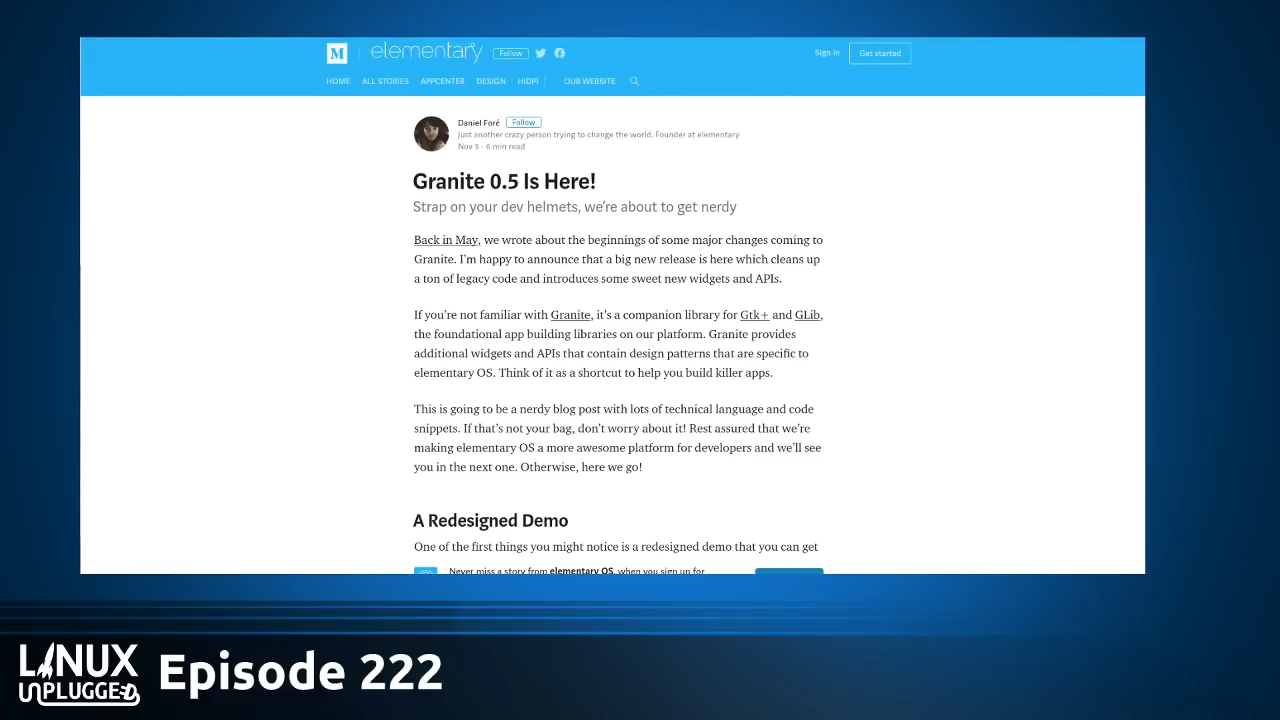 M elementary Follow Sign in Get started
HOME ALL STORIES APPCENTER DESIGN HIDPI OUR WEBSITE
Daniel Foré Follow
Just another crazy person trying to change the world. Founder at elementary
Nov 3 · 6 min read
Granite 0.5 Is Here!
Strap on your dev helmets, we’re about to get nerdy
Back in May, we wrote about the beginnings of some major changes coming to
Granite. I’m happy to announce that a big new release is here which cleans up
a ton of legacy code and introduces some sweet new widgets and APIs.
If you’re not familiar with Granite, it’s a companion library for Gtk+ and GLib,
the foundational app building libraries on our platform. Granite provides
additional widgets and APIs that contain design patterns that are specific to
elementary OS. Think of it as a shortcut to help you build killer apps.
This is going to be a nerdy blog post with lots of technical language and code
snippets. If that’s not your bag, don’t worry about it! Rest assured that we’re
making elementary OS a more awesome platform for developers and we’ll see
you in the next one. Otherwise, here we go!
A Redesigned Demo
One of the first things you might notice is a redesigned demo that you can get
Never miss a story from elementary OS, when you sign up for
LINUX
UNPLUGGED
Episode 222